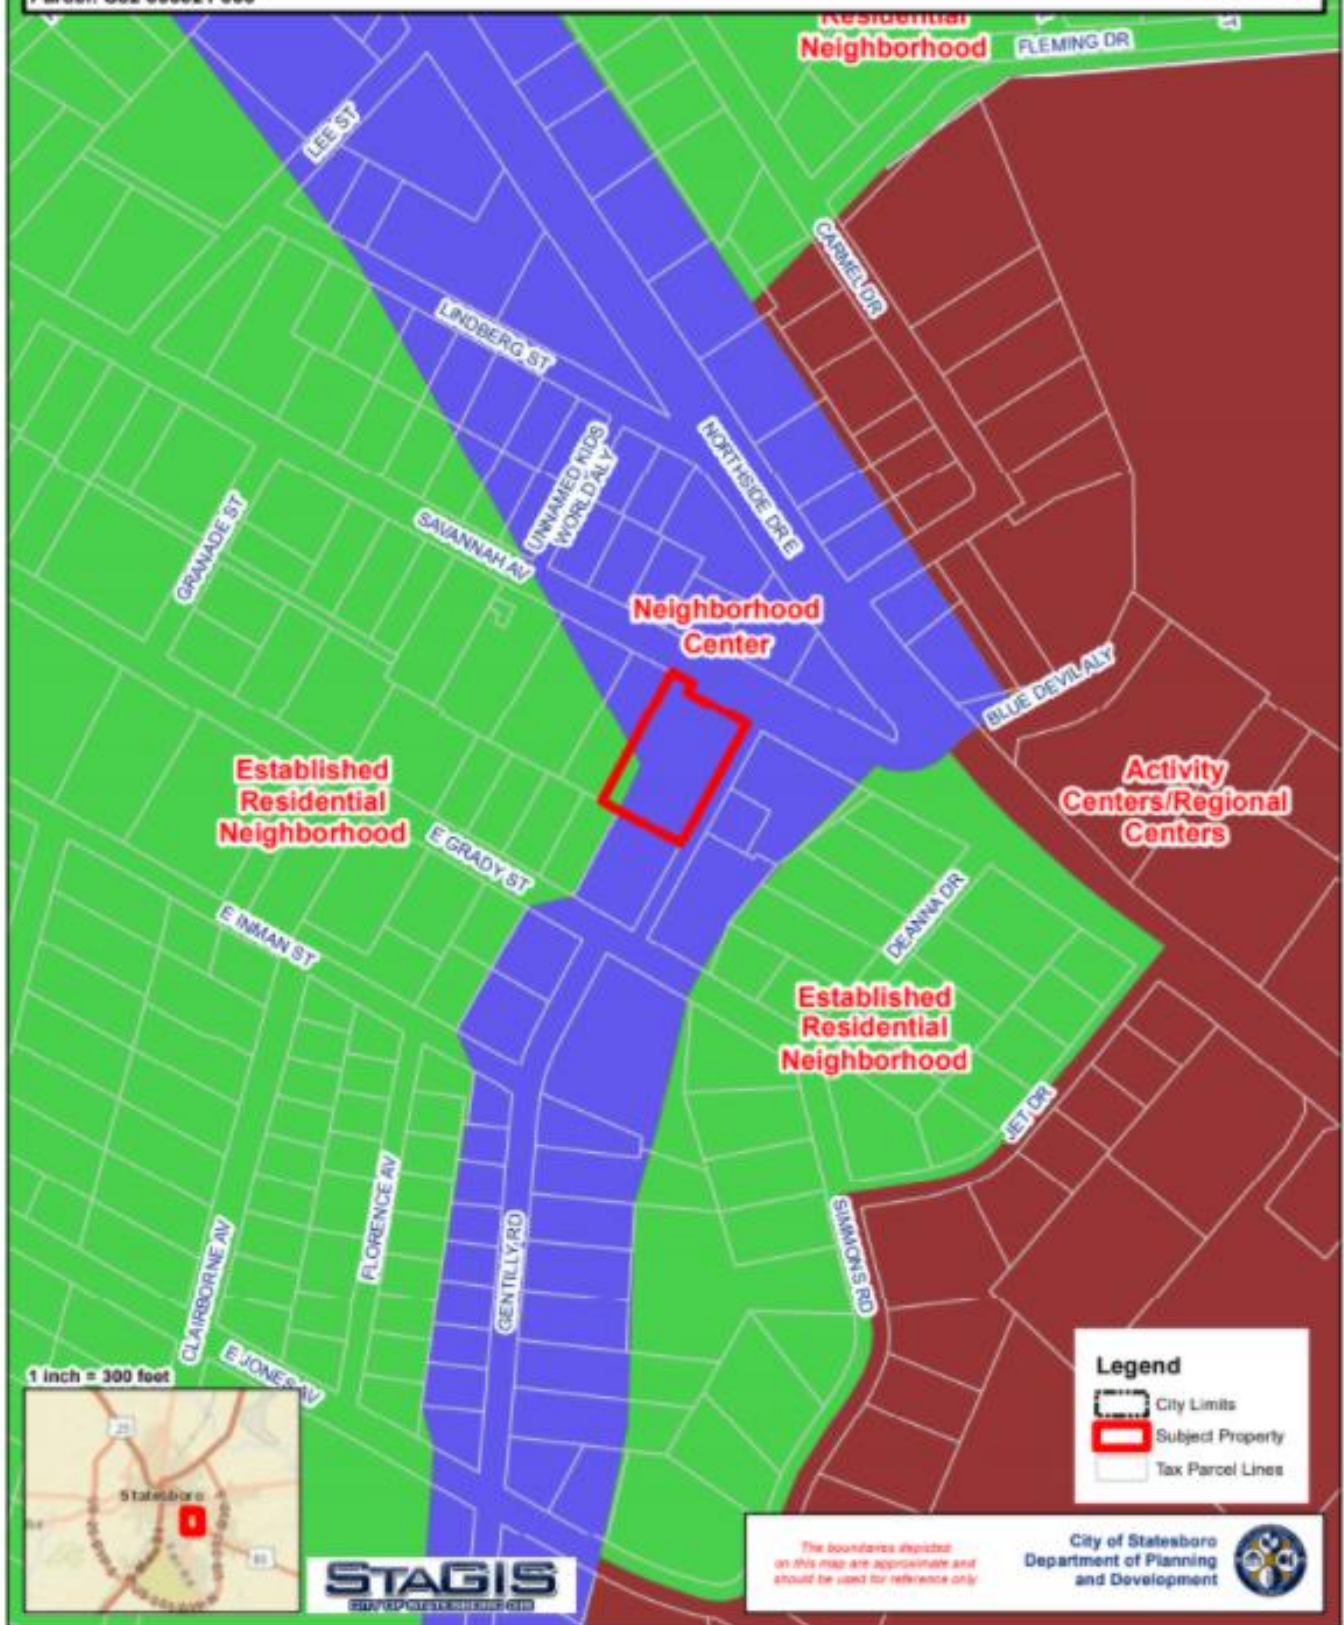 Residential
Neighborhood
FLEMING DR
LEE ST
CARMEL DR
LINDBERG ST
UNNAMED KIDS
WORLD ALY
NORTHSIDE DR E
GRANADE ST
SAVANNAH AV
Neighborhood
Center
BLUE DEVIL ALY
Established
Residential
Neighborhood
Activity
Centers/Regional
Centers
E GRADY ST
E INMAN ST
DEANNA DR
Established
Residential
Neighborhood
JET DR
FLORENCE AV
CLAIRBORNE AV
GENTILLY RD
SIMMONS RD
E JONES AV
1 inch = 300 feet
Statesboro
Legend
City Limits
Subject Property
Tax Parcel Lines
STAGIS
CITY OF STATESBORO GIS
The boundaries depicted
on this map are approximate and
should be used for reference only
City of Statesboro
Department of Planning
and Development